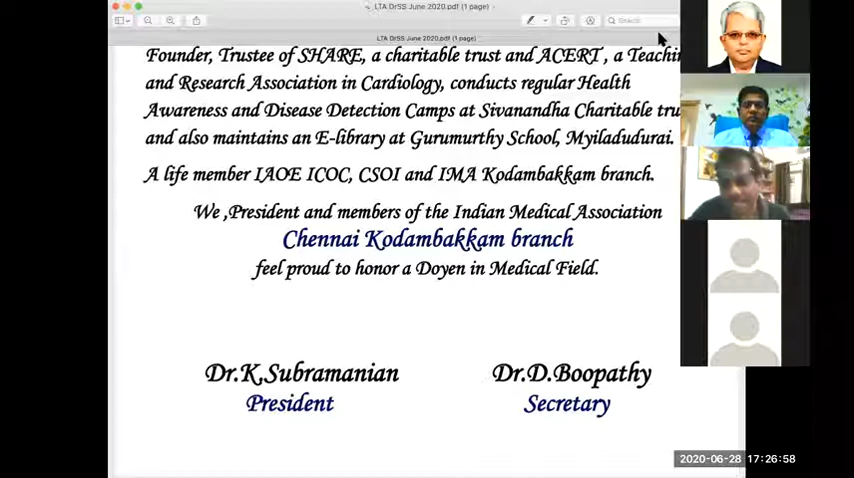 LTA DrSS June 2020.pdf (1 page)
Search
LTA DrSS June 2020.pdf (1 page)
Founder, Trustee of SHARE, a charitable trust and ACERT , a Teachin
and Research Association in Cardiology, conducts regular Health
Awareness and Disease Detection Camps at Sivanandha Charitable tru
and also maintains an E-library at Gurumurthy School, Myiladudurai.
A life member IAOE ICOC, CSOI and IMA Kodambakkam branch.
We ,President and members of the Indian Medical Association
Chennai Kodambakkam branch
feel proud to honor a Doyen in Medical Field.
Dr.K.Subramanian
Dr.D.Boopathy
President
Secretary
2020-06-28 17:26:58